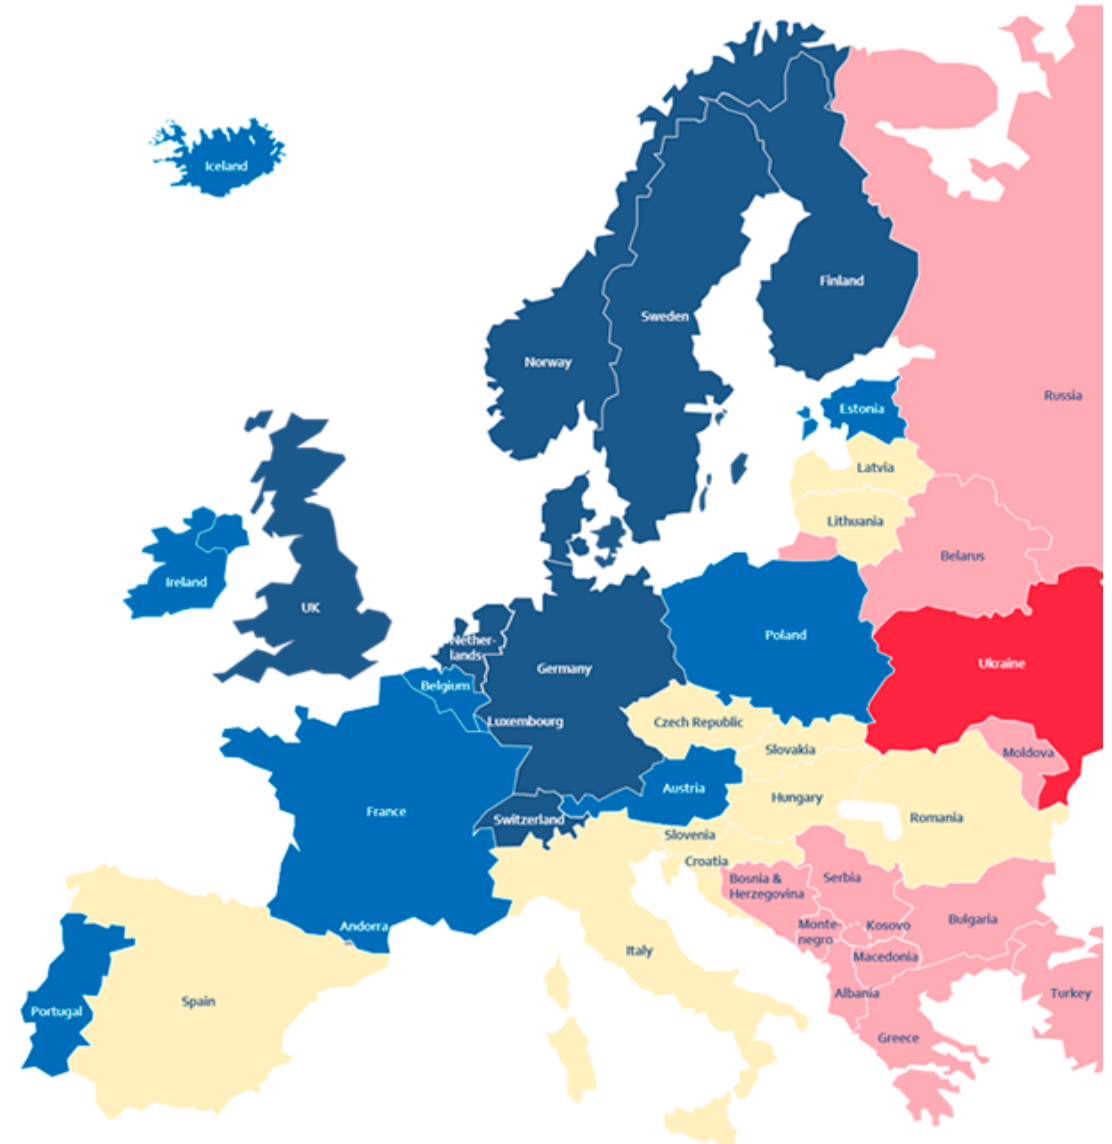 Iceland
Finland
Sweden
Norway
Russia
Estonia
Latvia
Lithuania
Belarus
Ireland
UK
Poland
Nether-
lands
Germany
Ukraine
Belgium
Luxembourg
Czech Republic
Slovakia
Moldova
Austria
Hungary
France
Switzerland
Romania
Slovenia
Croatia
Bosnia &
Herzegovina
Serbia
Bulgaria
Andorra
Monte-
negro
Kosovo
Italy
Macedonia
Albania
Turkey
Spain
Portugal
Greece